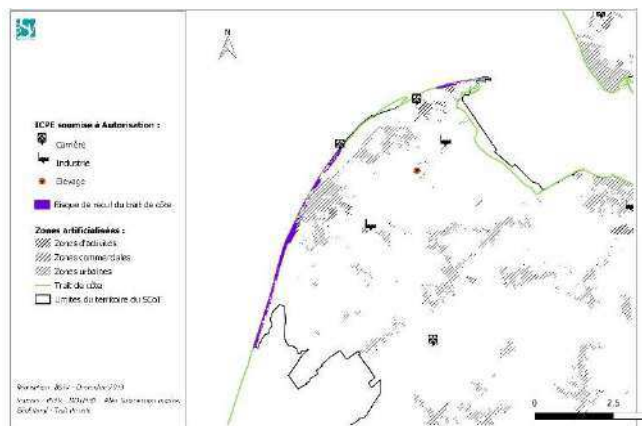 N
ICPE soumise à Autorisation :
Carrière
Industrie
Elevage
Risque de recul du trait de côte
Zones artificialisées :
Zones d'activités
Zones commerciales
Zones urbaines
Trait de côte
Limites du territoire du SCoT
0 2.5